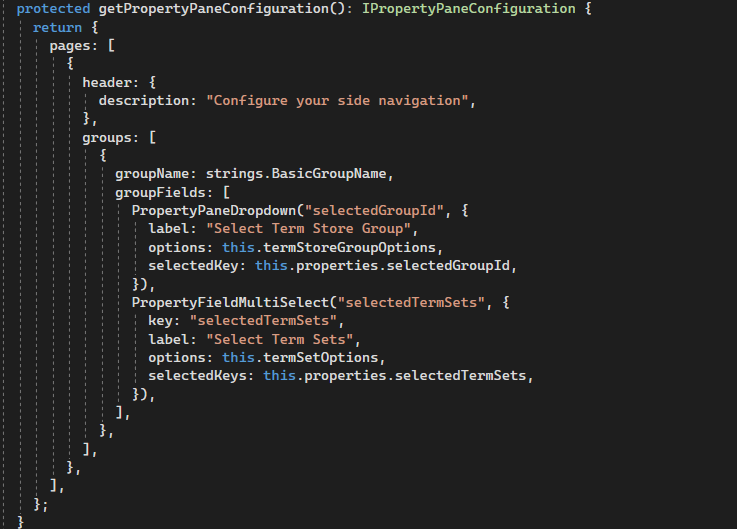 protected getPropertyPaneConfiguration(): IPropertyPaneConfiguration {
return {
pages: [
{
header: {
description: "Configure your side navigation",
},
groups: [
{
groupName: strings.BasicGroupName,
groupFields: [
PropertyPaneDropdown("selectedGroupId", {
label: "Select Term Store Group",
options: this.termStoreGroupOptions,
selectedKey: this.properties.selectedGroupId,
}),
PropertyFieldMultiSelect("selectedTermSets", {
key: "selectedTermSets",
label: "Select Term Sets",
options: this.termSetOptions,
selectedKeys: this.properties.selectedTermSets,
}),
],
},
],
},
],
};
}